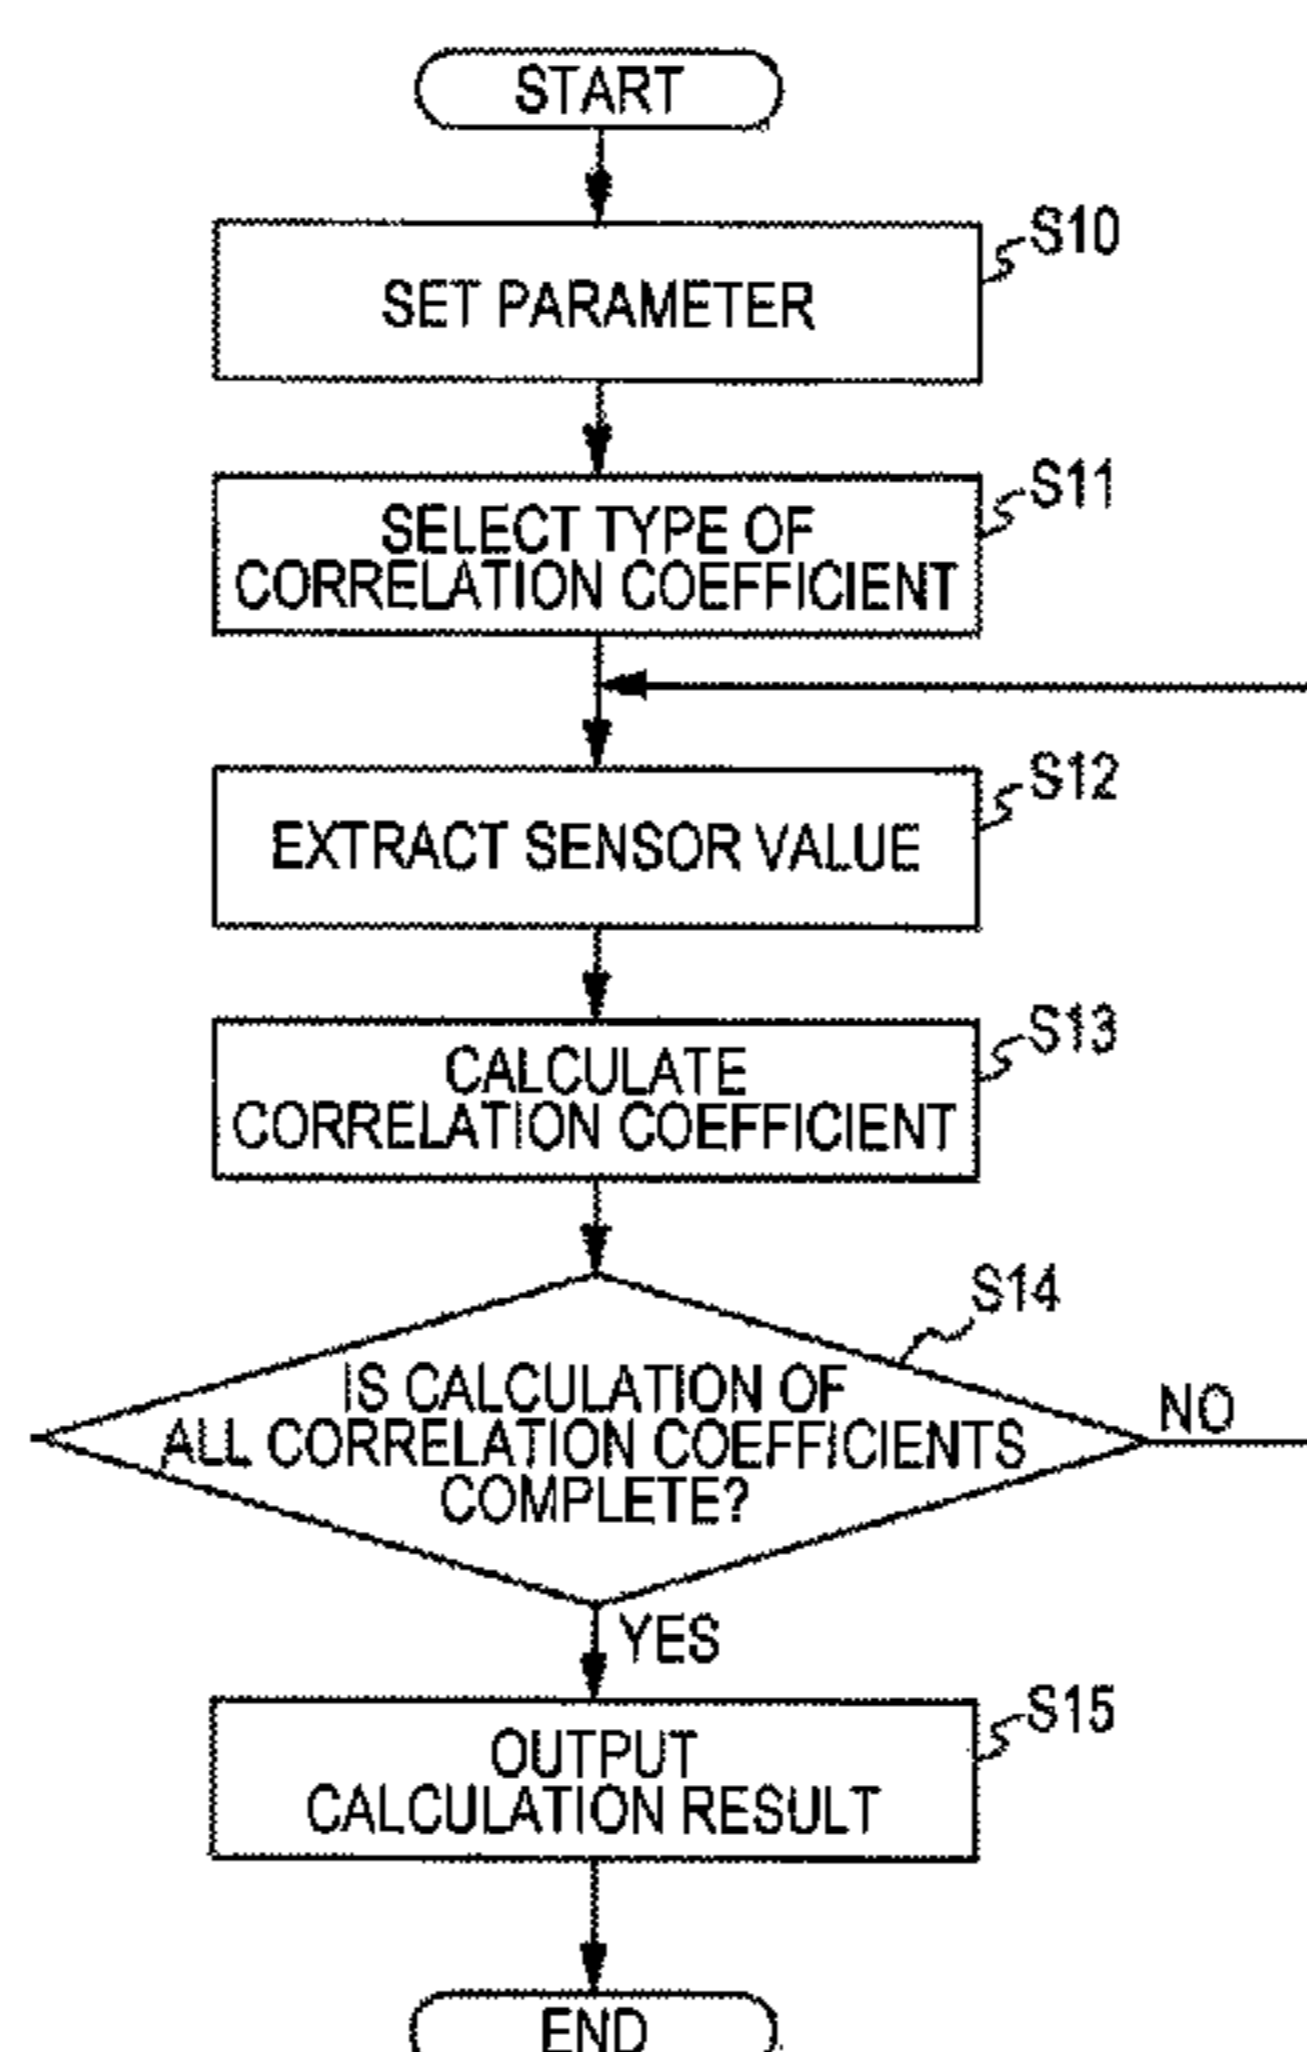 START
S10
SET PARAMETER
S11
SELECT TYPE OF
CORRELATION COEFFICIENT
S12
EXTRACT SENSOR VALUE
S13
CALCULATE
CORRELATION COEFFICIENT
S14
IS CALCULATION OF
ALL CORRELATION COEFFICIENTS
COMPLETE?
NO
YES
S15
OUTPUT
CALCULATION RESULT
END